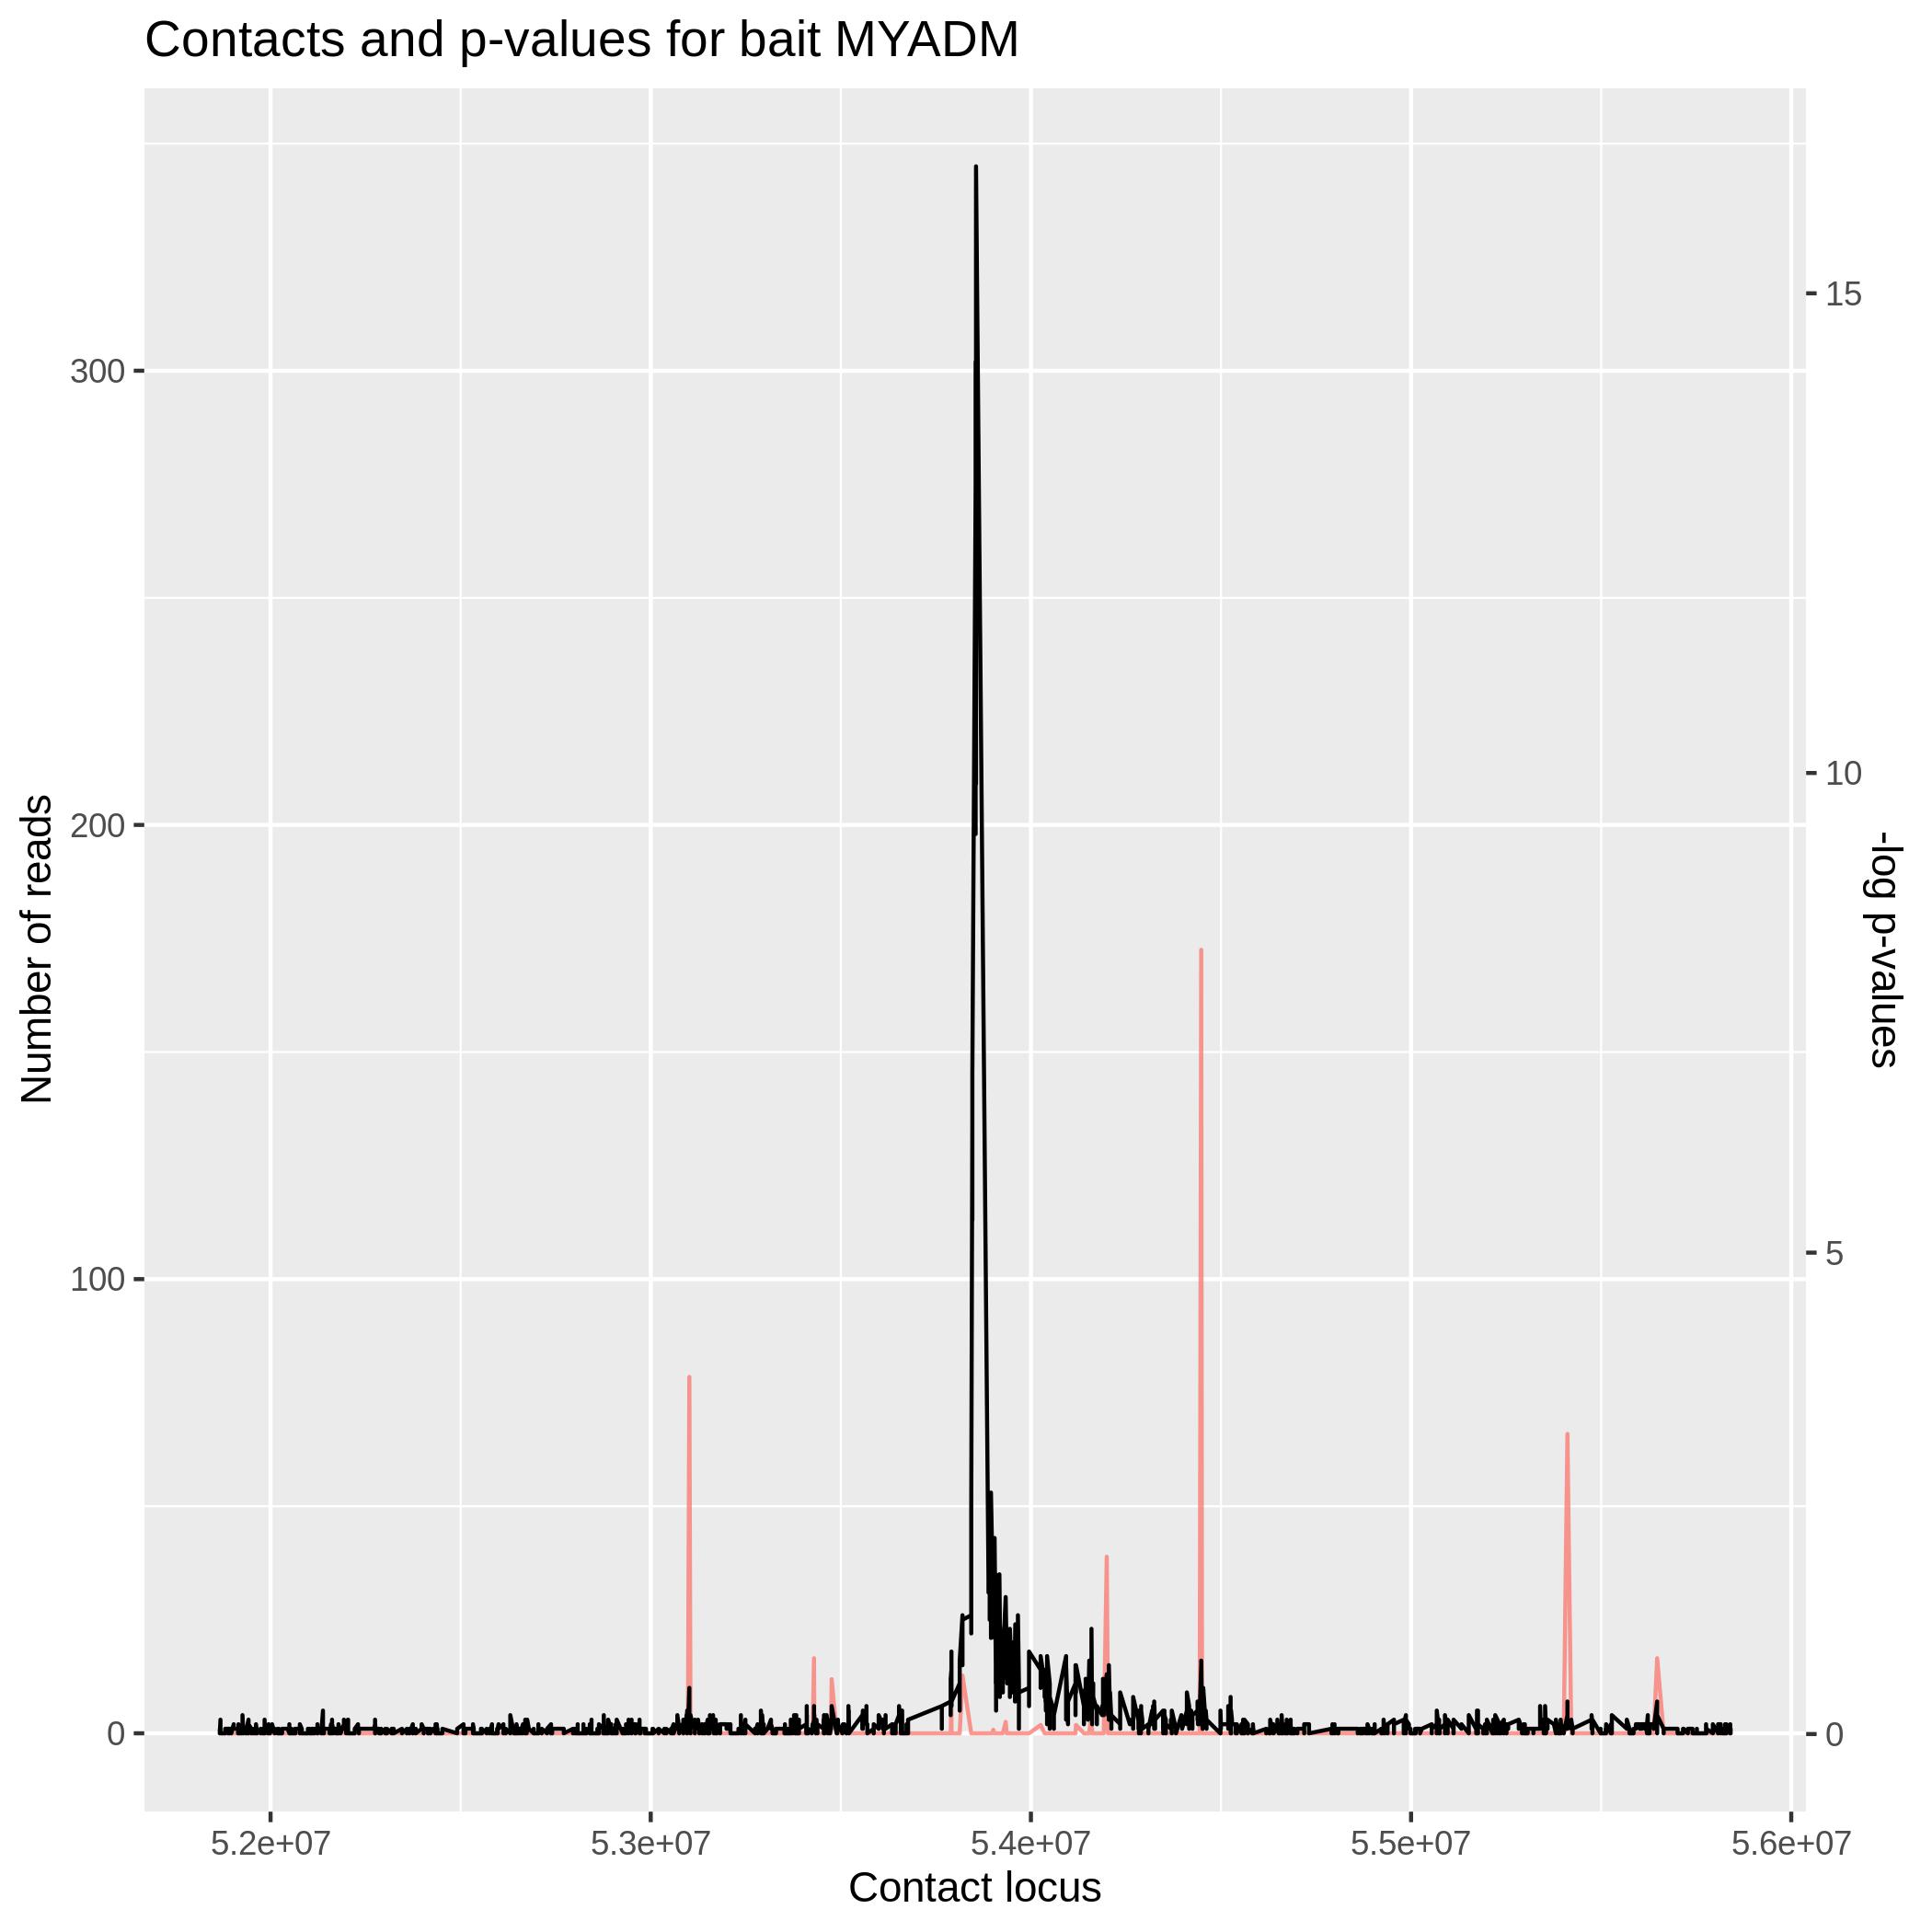 Contacts and p-values for bait MYADM
300
200
100
0
15
10
5
0
Number of reads
-log p-values
5.2e+07
5.3e+07
5.4e+07
5.5e+07
5.6e+07
Contact locus